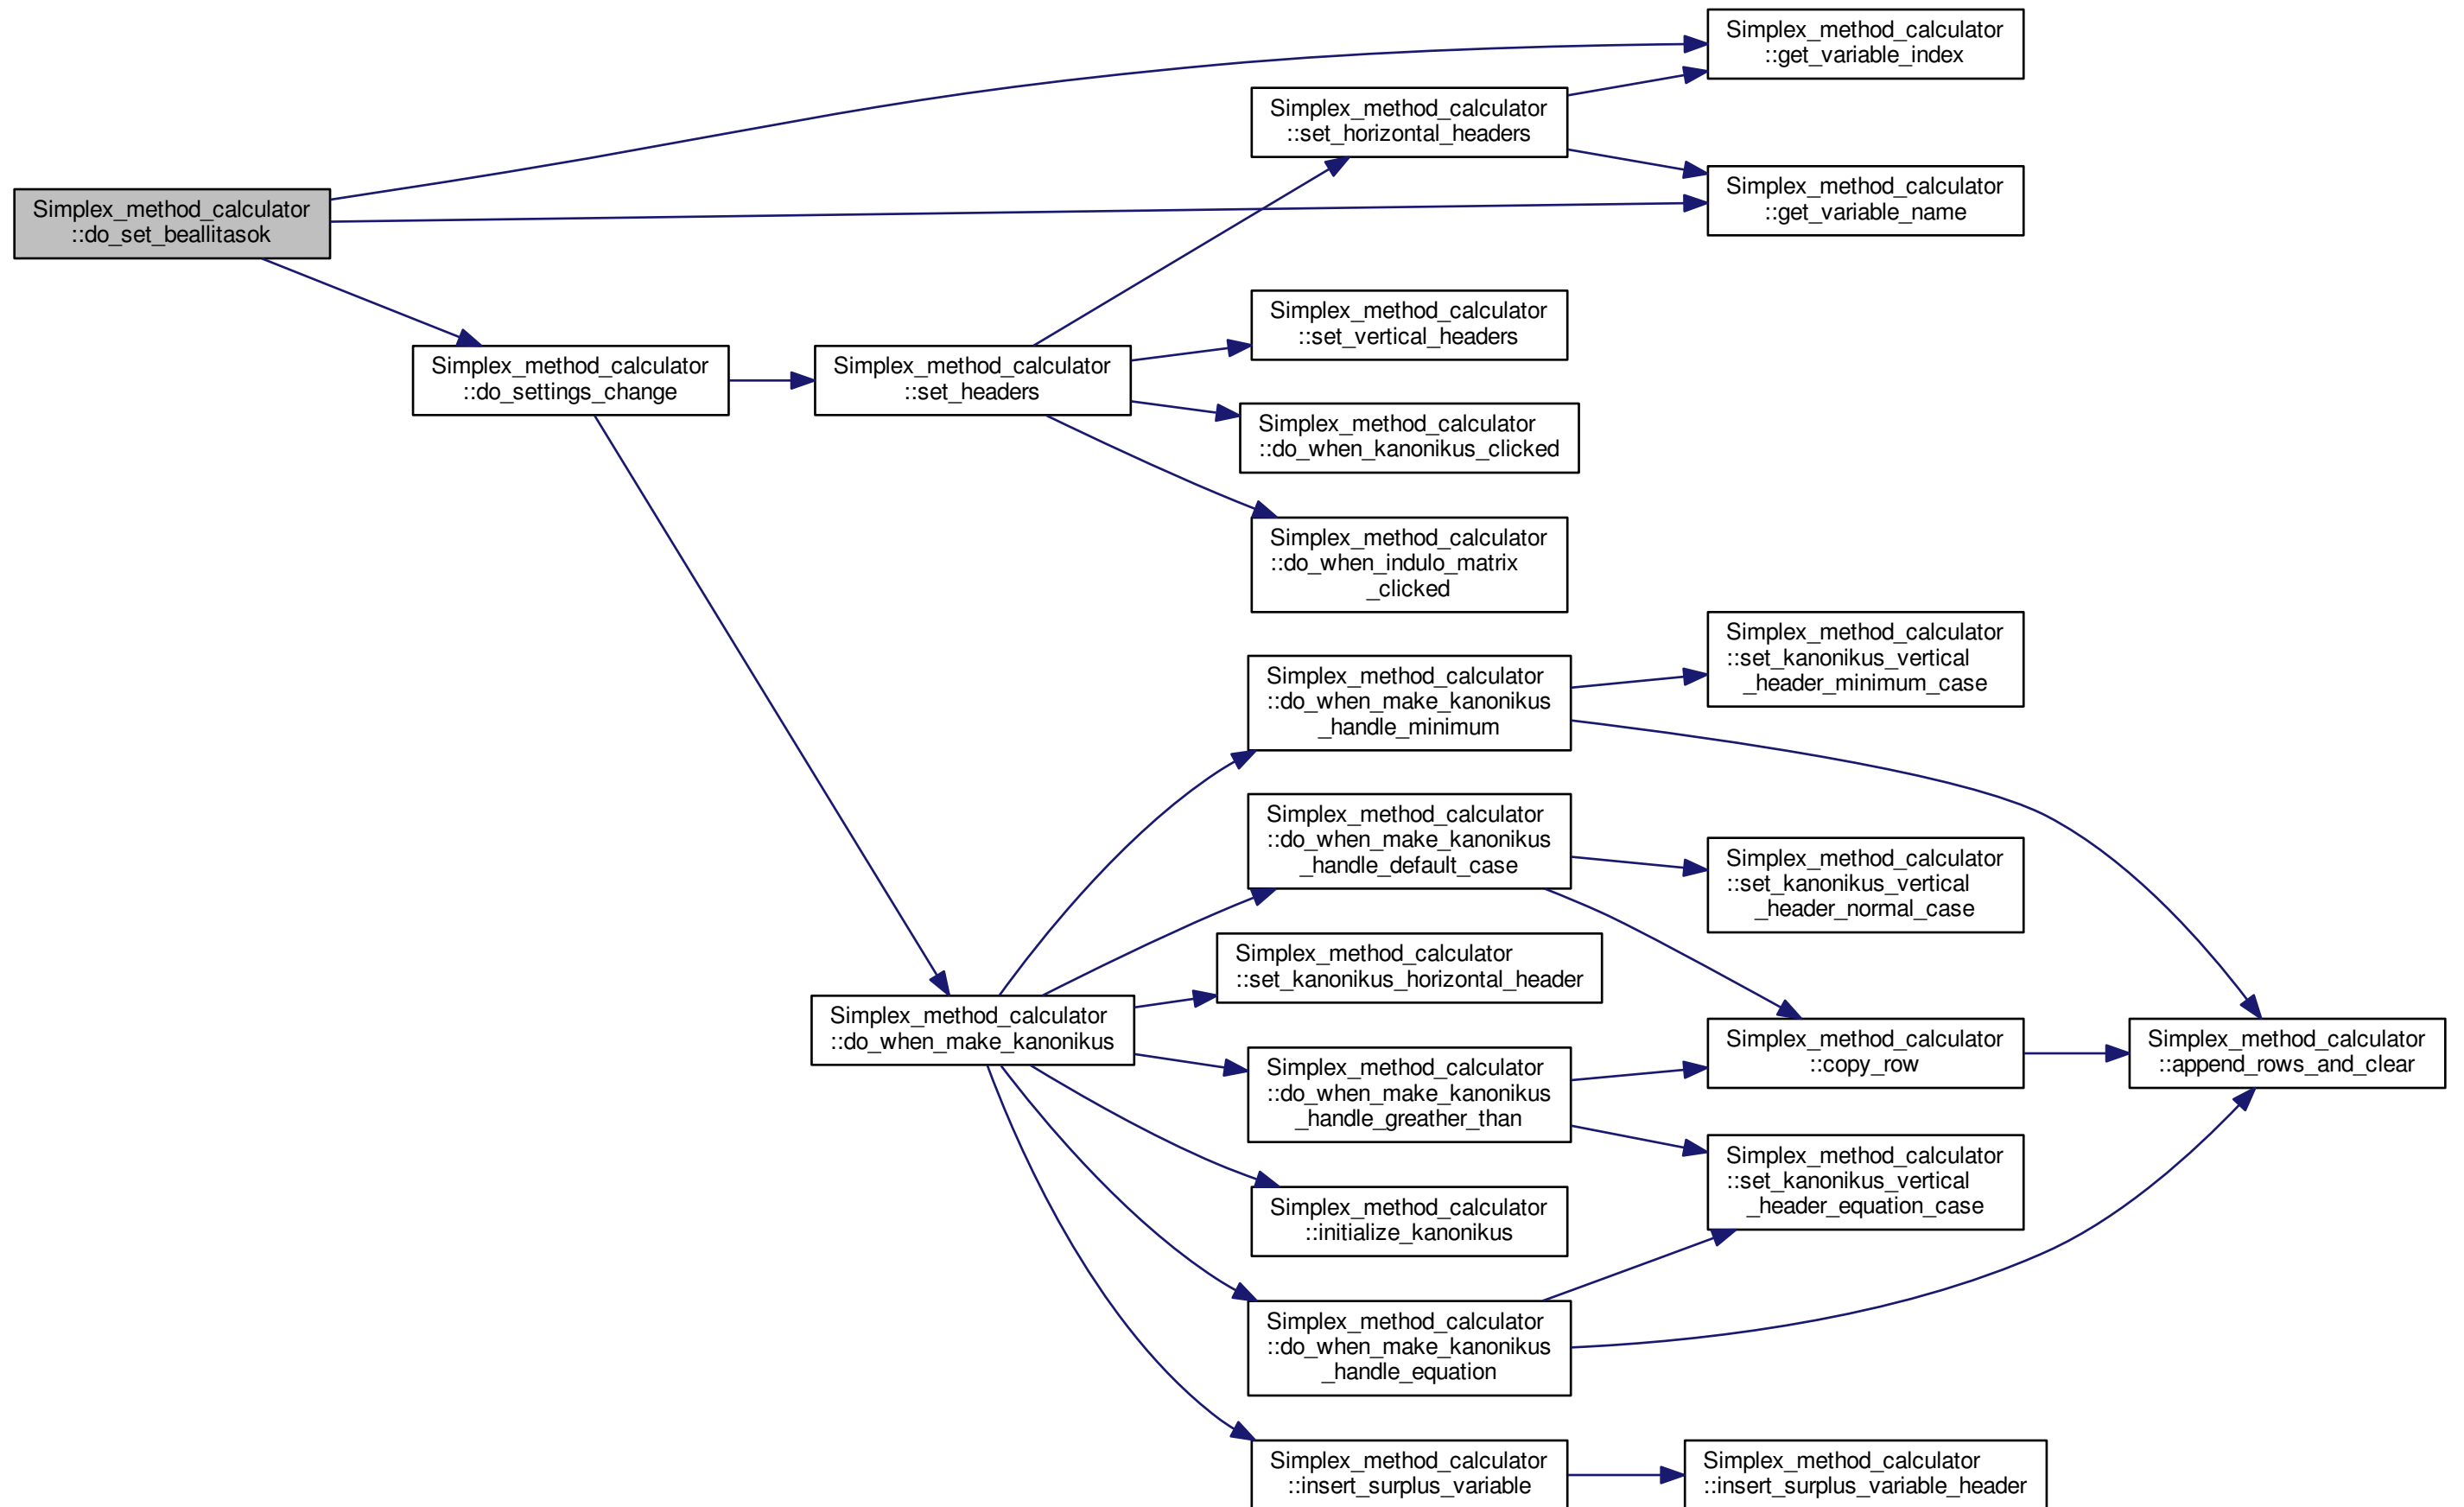 Simplex_method_calculator
::do_set_beallitasok
Simplex_method_calculator
::get_variable_index
Simplex_method_calculator
::set_horizontal_headers
Simplex_method_calculator
::get_variable_name
Simplex_method_calculator
::do_settings_change
Simplex_method_calculator
::set_headers
Simplex_method_calculator
::set_vertical_headers
Simplex_method_calculator
::do_when_kanonikus_clicked
Simplex_method_calculator
::do_when_indulo_matrix
_clicked
Simplex_method_calculator
::do_when_make_kanonikus
Simplex_method_calculator
::do_when_make_kanonikus
_handle_minimum
Simplex_method_calculator
::set_kanonikus_vertical
_header_minimum_case
Simplex_method_calculator
::do_when_make_kanonikus
_handle_default_case
Simplex_method_calculator
::set_kanonikus_vertical
_header_normal_case
Simplex_method_calculator
::set_kanonikus_horizontal_header
Simplex_method_calculator
::do_when_make_kanonikus
_handle_greather_than
Simplex_method_calculator
::copy_row
Simplex_method_calculator
::append_rows_and_clear
Simplex_method_calculator
::set_kanonikus_vertical
_header_equation_case
Simplex_method_calculator
::initialize_kanonikus
Simplex_method_calculator
::do_when_make_kanonikus
_handle_equation
Simplex_method_calculator
::insert_surplus_variable
Simplex_method_calculator
::insert_surplus_variable_header